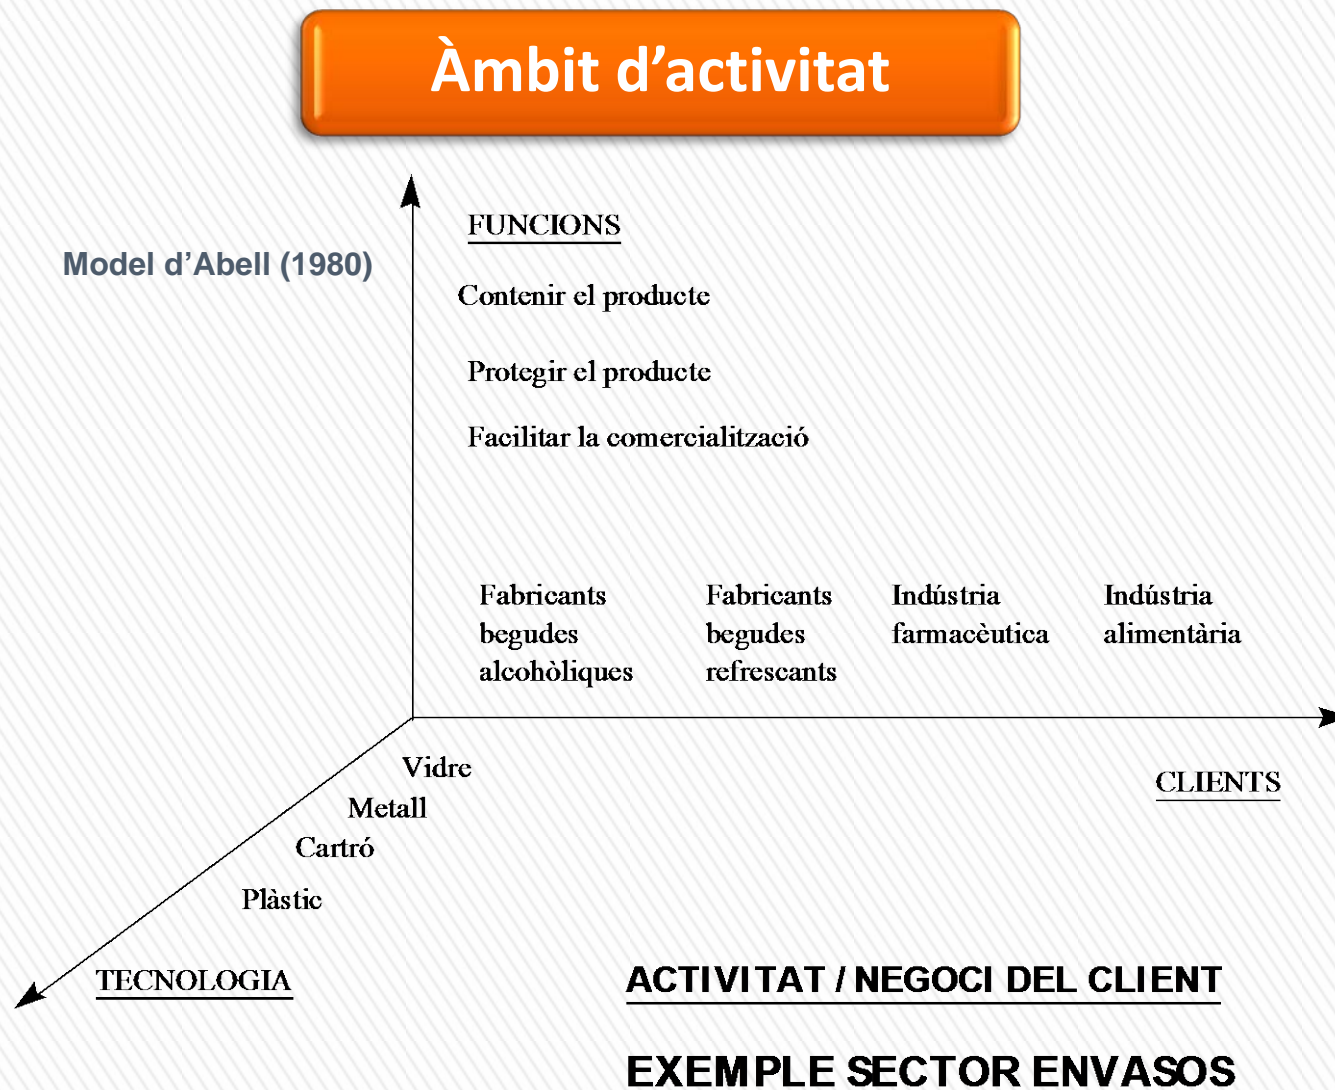 Àmbit d’activitat
Model d’Abell (1980)
FUNCIONS
Contenir el producte
Protegir el producte
Facilitar la comercialització
Fabricants
begudes
alcohòliques
Fabricants
begudes
refrescants
Indústria
farmacèutica
Indústria
alimentària
CLIENTS
Vidre
Metall
Cartró
Plàstic
TECNOLOGIA
ACTIVITAT / NEGOCI DEL CLIENT
EXEMPLE SECTOR ENVASOS